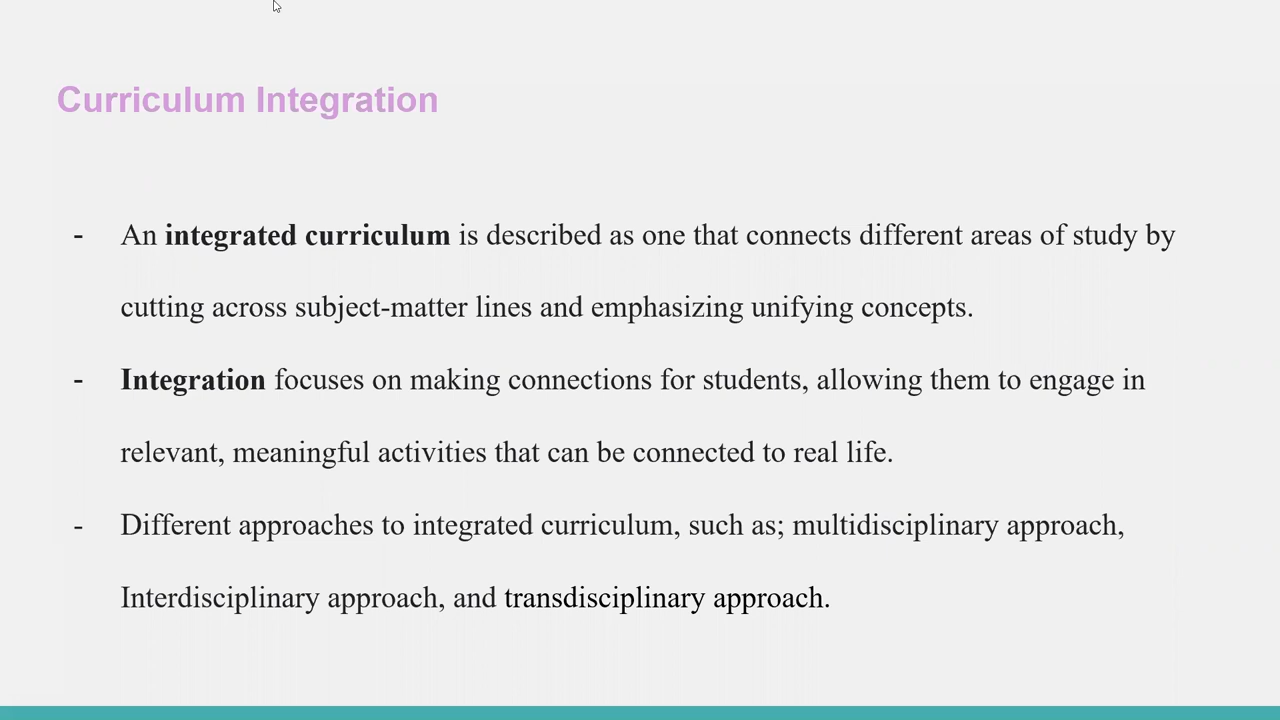 Curriculum Integration
- An integrated curriculum is described as one that connects different areas of study by
cutting across subject-matter lines and emphasizing unifying concepts.
- Integration focuses on making connections for students, allowing them to engage in
relevant, meaningful activities that can be connected to real life.
- Different approaches to integrated curriculum, such as; multidisciplinary approach,
Interdisciplinary approach, and transdisciplinary approach.